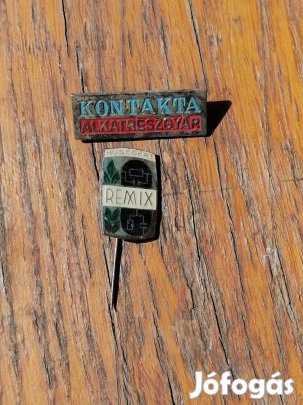 KONTAKTA
ALKATRÉSZGYÁR
REMIX
Jófogás